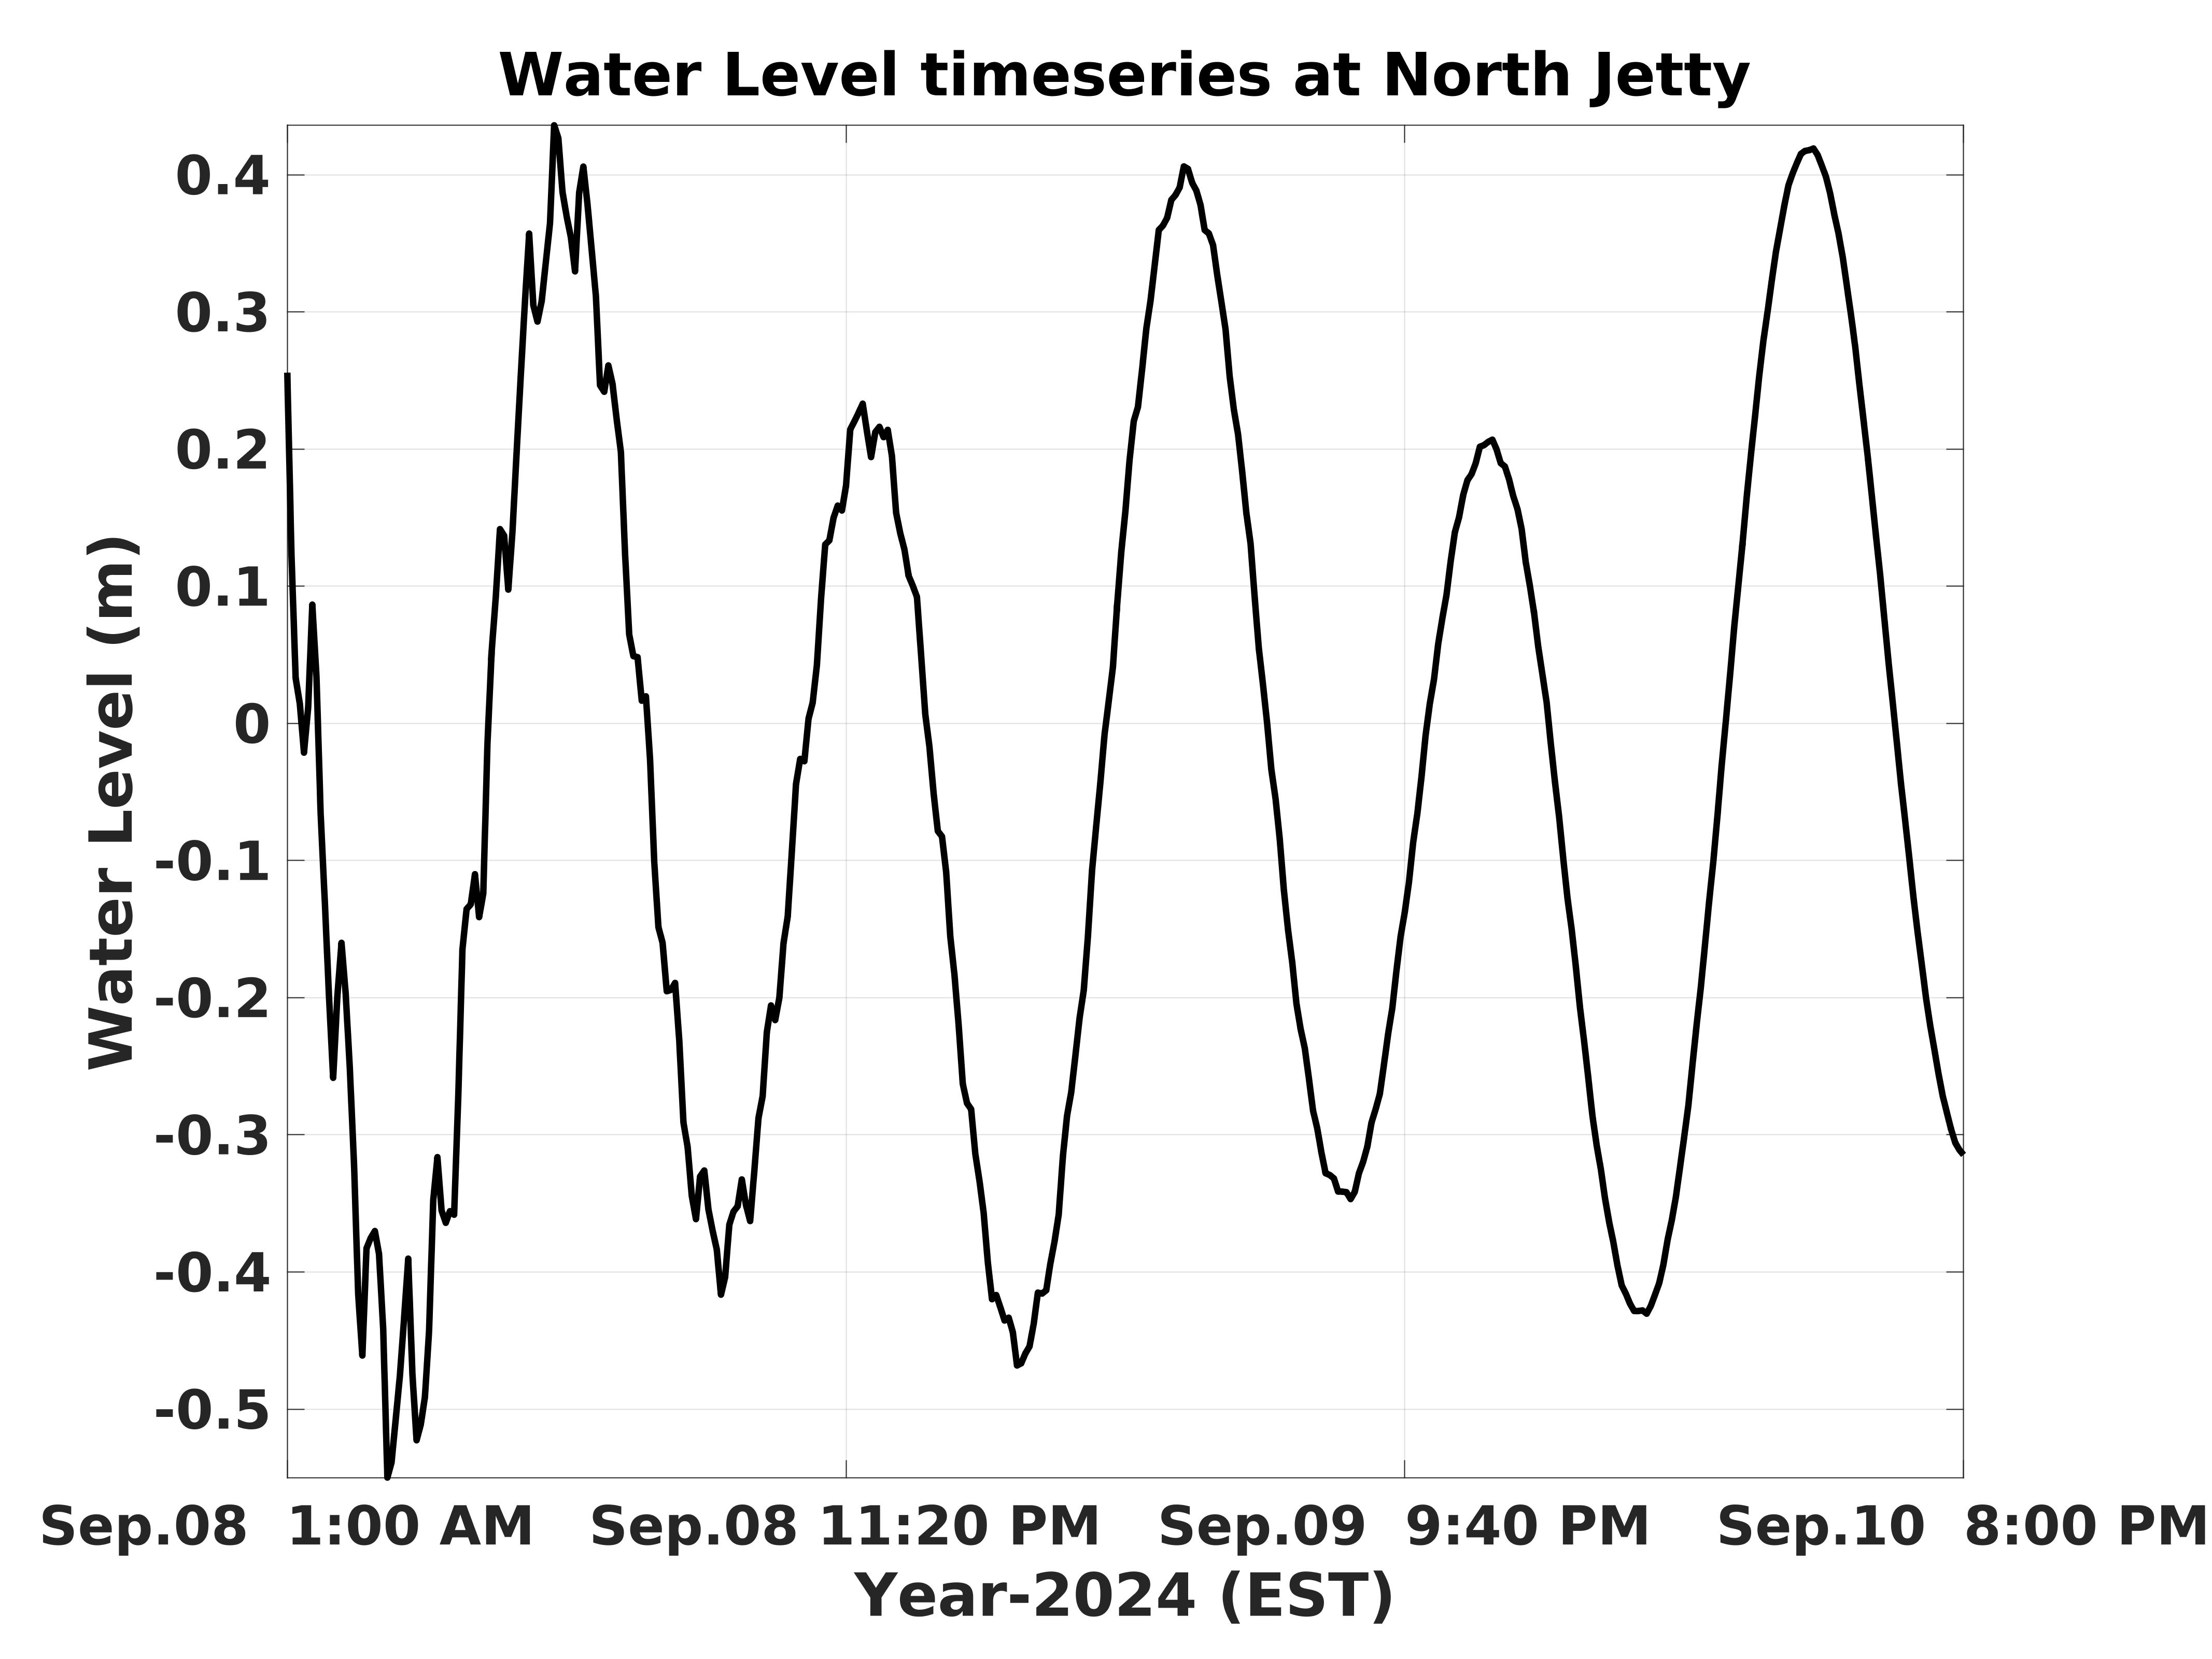 Water Level timeseries at North Jetty
Water Level (m)
0.4
0.3
0.2
0.1
0
-0.1
-0.2
-0.3
-0.4
-0.5
Sep.08 1:00 AM Sep.08 11:20 PM Sep.09 9:40 PM Sep.10 8:00 PM
Year-2024 (EST)